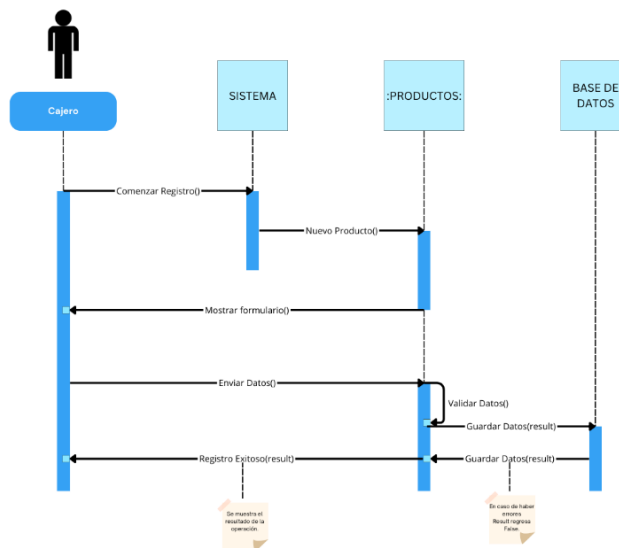 Cajero
SISTEMA
:PRODUCTOS:
BASE DE
DATOS
Comenzar Registro()
Nuevo Producto()
Mostrar formulario()
Enviar Datos()
Validar Datos()
Guardar Datos(result)
Registro Exitoso(result)
Guardar Datos(result)
Se muestra el
resultado de la
operación.
En caso de haber
errores
Result regresa
False.